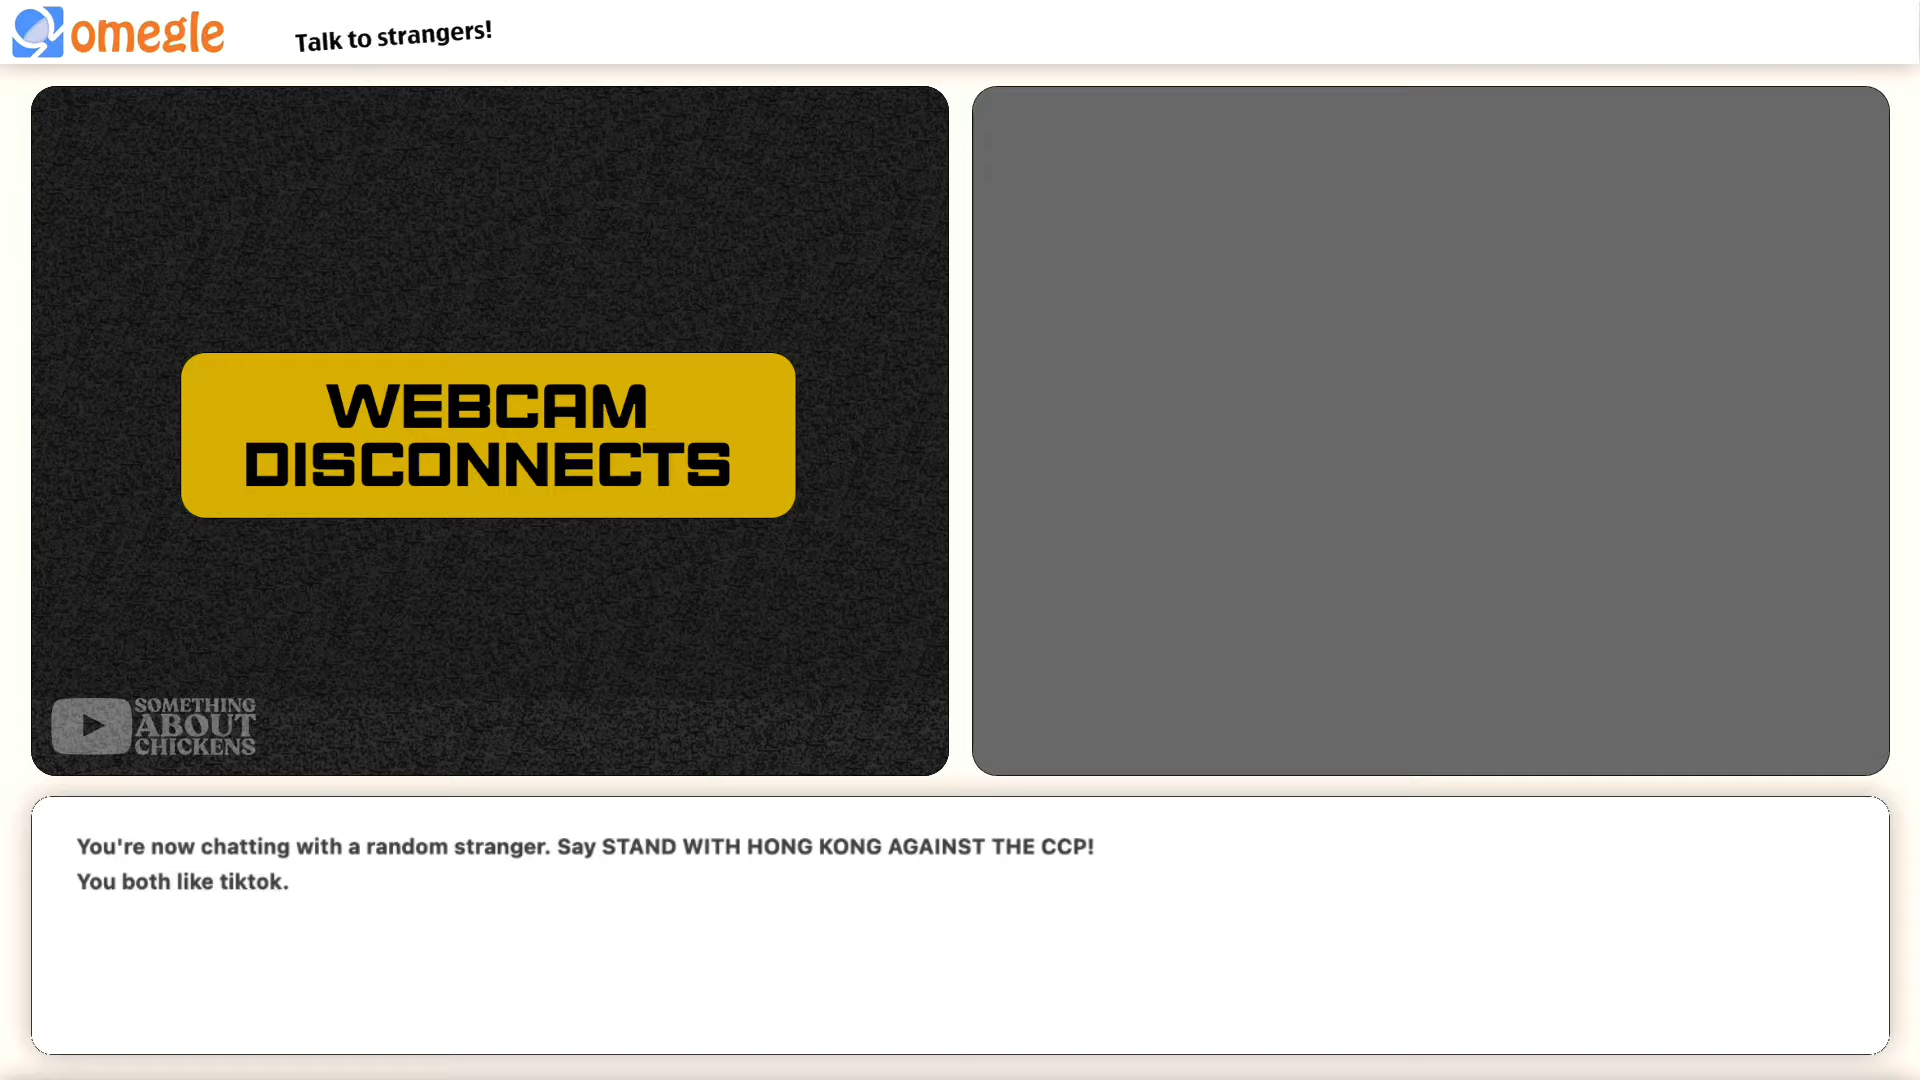 omegle
Talk to strangers!
WEBCAM
DISCONNECTS
SOMETHING
ABOUT
CHICKENS
You're now chatting with a random stranger. Say STAND WITH HONG KONG AGAINST THE CCP!
You both like tiktok.